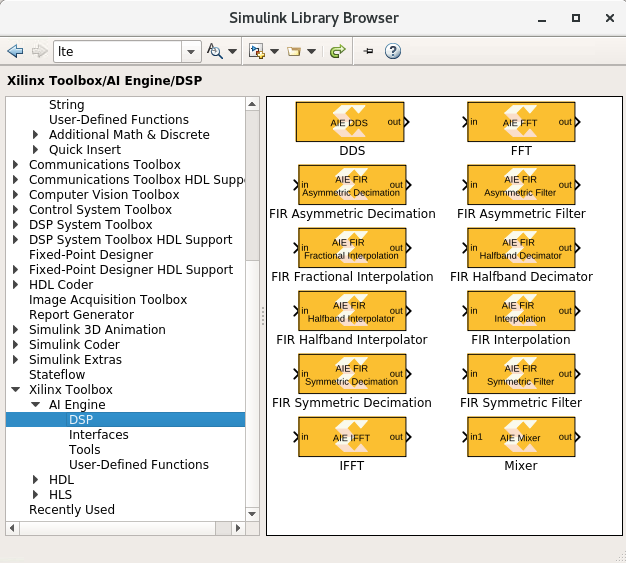 Simulink Library Browser
lte
Xilinx Toolbox/AI Engine/DSP
String
User-Defined Functions
Additional Math & Discrete
Quick Insert
Communications Toolbox
Communications Toolbox HDL Supp
Computer Vision Toolbox
Control System Toolbox
DSP System Toolbox
DSP System Toolbox HDL Support
Fixed-Point Designer
Fixed-Point Designer HDL Support
HDL Coder
Image Acquisition Toolbox
Report Generator
Simulink 3D Animation
Simulink Coder
Simulink Extras
Stateflow
Xilinx Toolbox
AI Engine
DSP
Interfaces
Tools
User-Defined Functions
HDL
HLS
Recently Used
AIE DDS out
DDS
in AIE FFT out
FFT
in AIE FIR out
Asymmetric Decimation
FIR Asymmetric Decimation
in AIE FIR out
Asymmetric Filter
FIR Asymmetric Filter
in AIE FIR out
Fractional Interpolation
FIR Fractional Interpolation
in AIE FIR out
Halfband Decimator
FIR Halfband Decimator
in AIE FIR out
Halfband Interpolator
FIR Halfband Interpolator
in AIE FIR out
Interpolation
FIR Interpolation
in AIE FIR out
Symmetric Decimation
FIR Symmetric Decimation
in AIE FIR out
Symmetric Filter
FIR Symmetric Filter
in AIE IFFT out
IFFT
in1 AIE Mixer out
Mixer